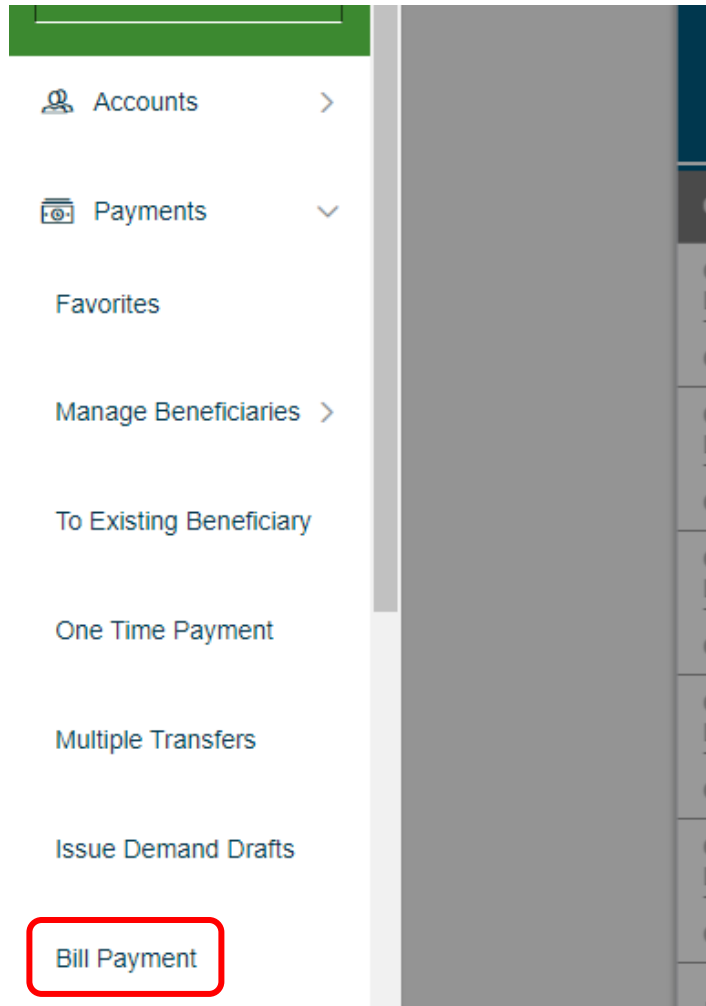 Accounts
Payments
Favorites
Manage Beneficiaries
To Existing Beneficiary
One Time Payment
Multiple Transfers
Issue Demand Drafts
Bill Payment